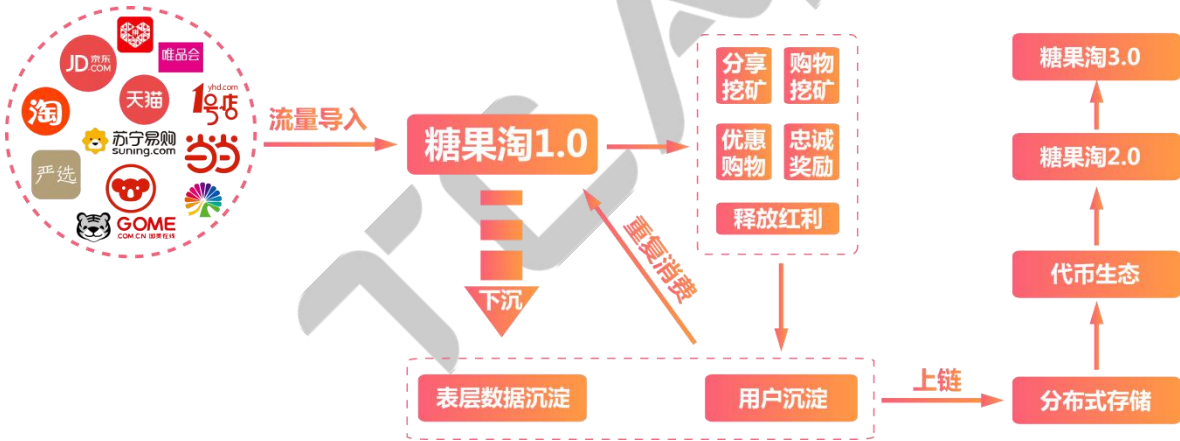 JD京东
.COM
唯品会
淘
天猫
yhd.com
1号店
苏宁易购
suning.com
当当
严选
GOME
COM.CN 国美在线
流量导入
糖果淘1.0
下沉
分享
挖矿
购物
挖矿
优惠
购物
忠诚
奖励
释放红利
重复消费
表层数据沉淀
用户沉淀
上链
分布式存储
代币生态
糖果淘2.0
糖果淘3.0